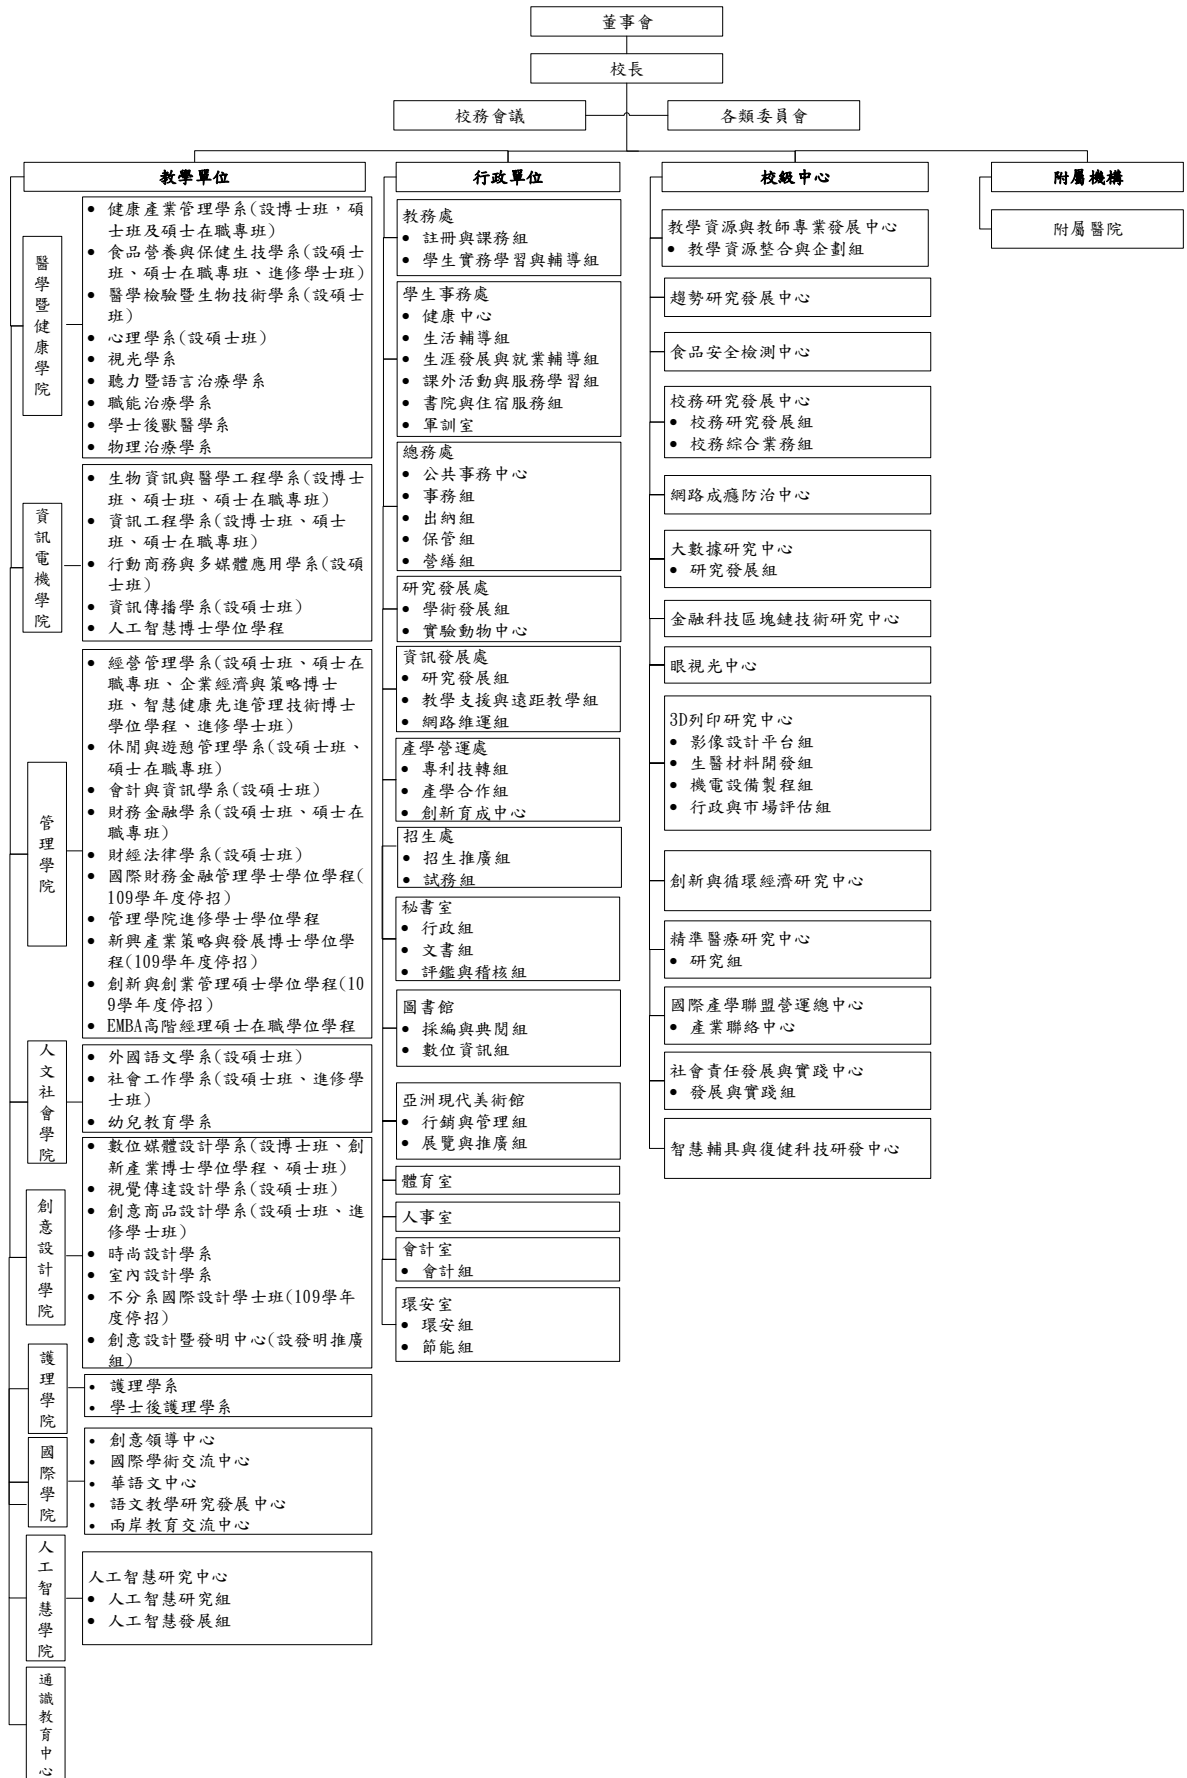 董事會
校長
校務會議
各類委員會
教學單位
醫學暨健康學院
• 健康產業管理學系(設博士班，碩
士班及碩士在職專班)
• 食品營養與保健生技學系(設碩士
班、碩士在職專班、進修學士班)
• 醫學檢驗暨生物技術學系(設碩士
班)
• 心理學系(設碩士班)
• 視光學系
• 聽力暨語言治療學系
• 職能治療學系
• 學士後獸醫學系
• 物理治療學系
資訊電機學院
• 生物資訊與醫學工程學系(設博士
班、碩士班、碩士在職專班)
• 資訊工程學系(設博士班、碩士
班、碩士在職專班)
• 行動商務與多媒體應用學系(設碩
士班)
• 資訊傳播學系(設碩士班)
• 人工智慧博士學位學程
管理學院
• 經營管理學系(設碩士班、碩士在
職專班、企業經濟與策略博士
班、智慧健康先進管理技術博士
學位學程、進修學士班)
• 休閒與遊憩管理學系(設碩士班、
碩士在職專班)
• 會計與資訊學系(設碩士班)
• 財務金融學系(設碩士班、碩士在
職專班)
• 財經法律學系(設碩士班)
• 國際財務金融管理學士學位學程(
109學年度停招)
• 管理學院進修學士學位學程
• 新興產業策略與發展博士學位學
程(109學年度停招)
• 創新與創業管理碩士學位學程(10
9學年度停招)
• EMBA高階經理碩士在職學位學程
人文社會學院
• 外國語文學系(設碩士班)
• 社會工作學系(設碩士班、進修學
士班)
• 幼兒教育學系
創意設計學院
• 數位媒體設計學系(設博士班、創
新產業博士學位學程、碩士班)
• 視覺傳達設計學系(設碩士班)
• 創意商品設計學系(設碩士班、進
修學士班)
• 時尚設計學系
• 室內設計學系
• 不分系國際設計學士班(109學年
度停招)
• 創意設計暨發明中心(設發明推廣
組)
護理學院
• 護理學系
• 學士後護理學系
國際學院
• 創意領導中心
• 國際學術交流中心
• 華語文中心
• 語文教學研究發展中心
• 兩岸教育交流中心
人工智慧學院
人工智慧研究中心
• 人工智慧研究組
• 人工智慧發展組
通識教育中心
行政單位
教務處
• 註冊與課務組
• 學生實務學習與輔導組
學生事務處
• 健康中心
• 生活輔導組
• 生涯發展與就業輔導組
• 課外活動與服務學習組
• 書院與住宿服務組
• 軍訓室
總務處
• 公共事務中心
• 事務組
• 出納組
• 保管組
• 營繕組
研究發展處
• 學術發展組
• 實驗動物中心
資訊發展處
• 研究發展組
• 教學支援與遠距教學組
• 網路維運組
產學營運處
• 專利技轉組
• 產學合作組
• 創新育成中心
招生處
• 招生推廣組
• 試務組
秘書室
• 行政組
• 文書組
• 評鑑與稽核組
圖書館
• 採編與典閱組
• 數位資訊組
亞洲現代美術館
• 行銷與管理組
• 展覽與推廣組
體育室
人事室
會計室
• 會計組
環安室
• 環安組
• 節能組
校級中心
教學資源與教師專業發展中心
• 教學資源整合與企劃組
趨勢研究發展中心
食品安全檢測中心
校務研究發展中心
• 校務研究發展組
• 校務綜合業務組
網路成癮防治中心
大數據研究中心
• 研究發展組
金融科技區塊鏈技術研究中心
眼視光中心
3D列印研究中心
• 影像設計平台組
• 生醫材料開發組
• 機電設備製程組
• 行政與市場評估組
創新與循環經濟研究中心
精準醫療研究中心
• 研究組
國際產學聯盟營運總中心
• 產業聯絡中心
社會責任發展與實踐中心
• 發展與實踐組
智慧輔具與復健科技研發中心
附屬機構
附屬醫院